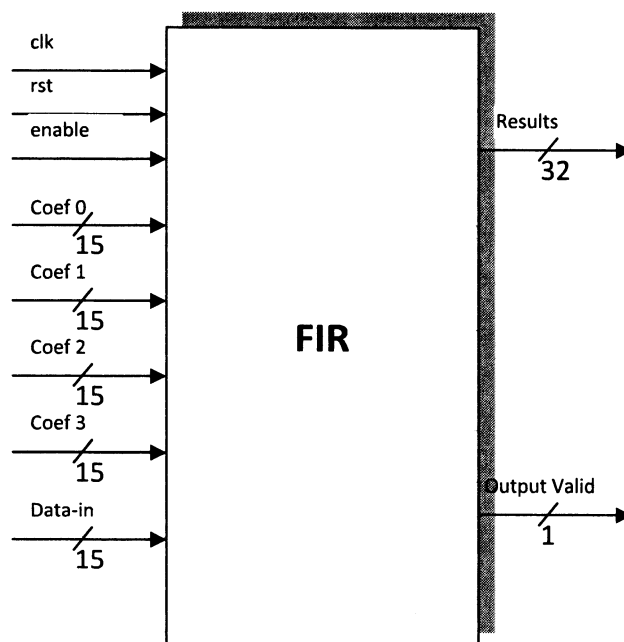 clk
rst
enable
Coef 0
15
Coef 1
15
Coef 2
15
Coef 3
15
Data-in
15
FIR
Results
32
Output Valid
1